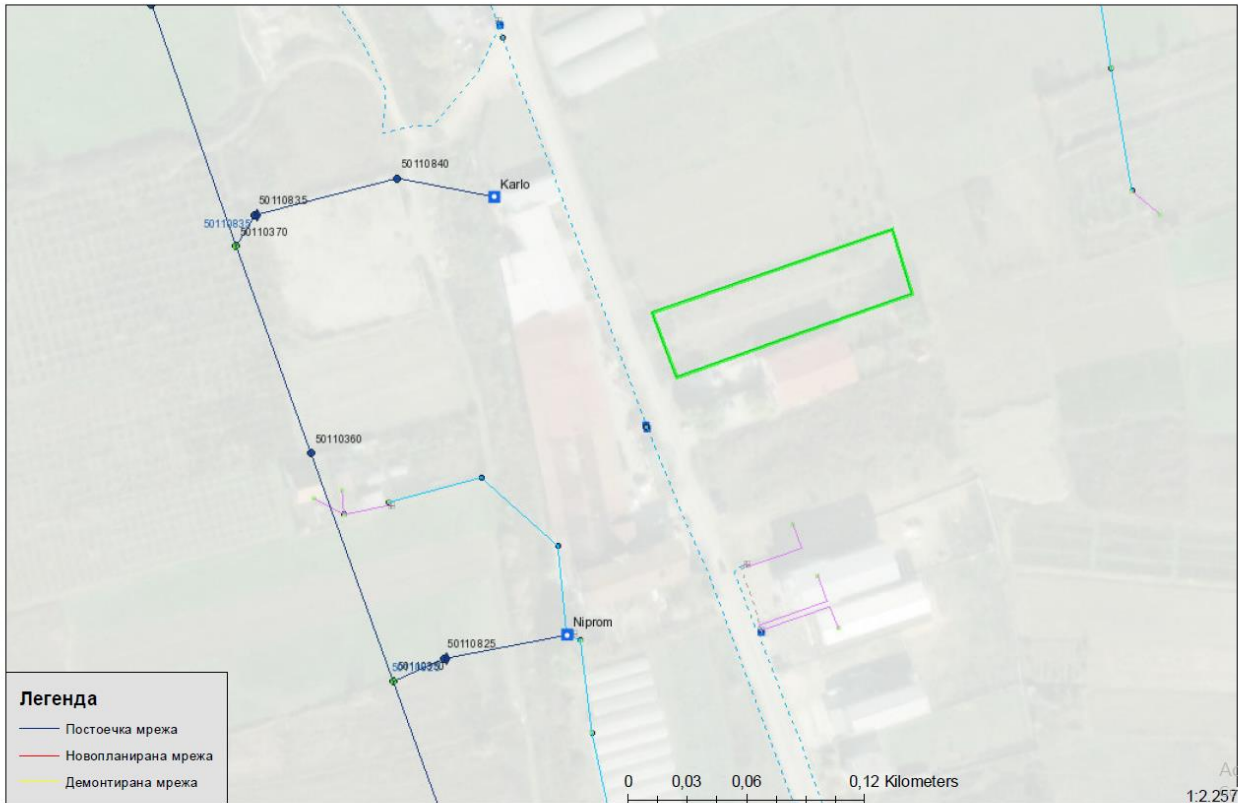 50110840
Karlo
50110835
50110835
50110370
50110360
Niprom
50110825
Легенда
Постоечка мрежа
Новопланирана мрежа
Демонтирана мрежа
0 0,03 0,06 0,12 Kilometers
1:2.257